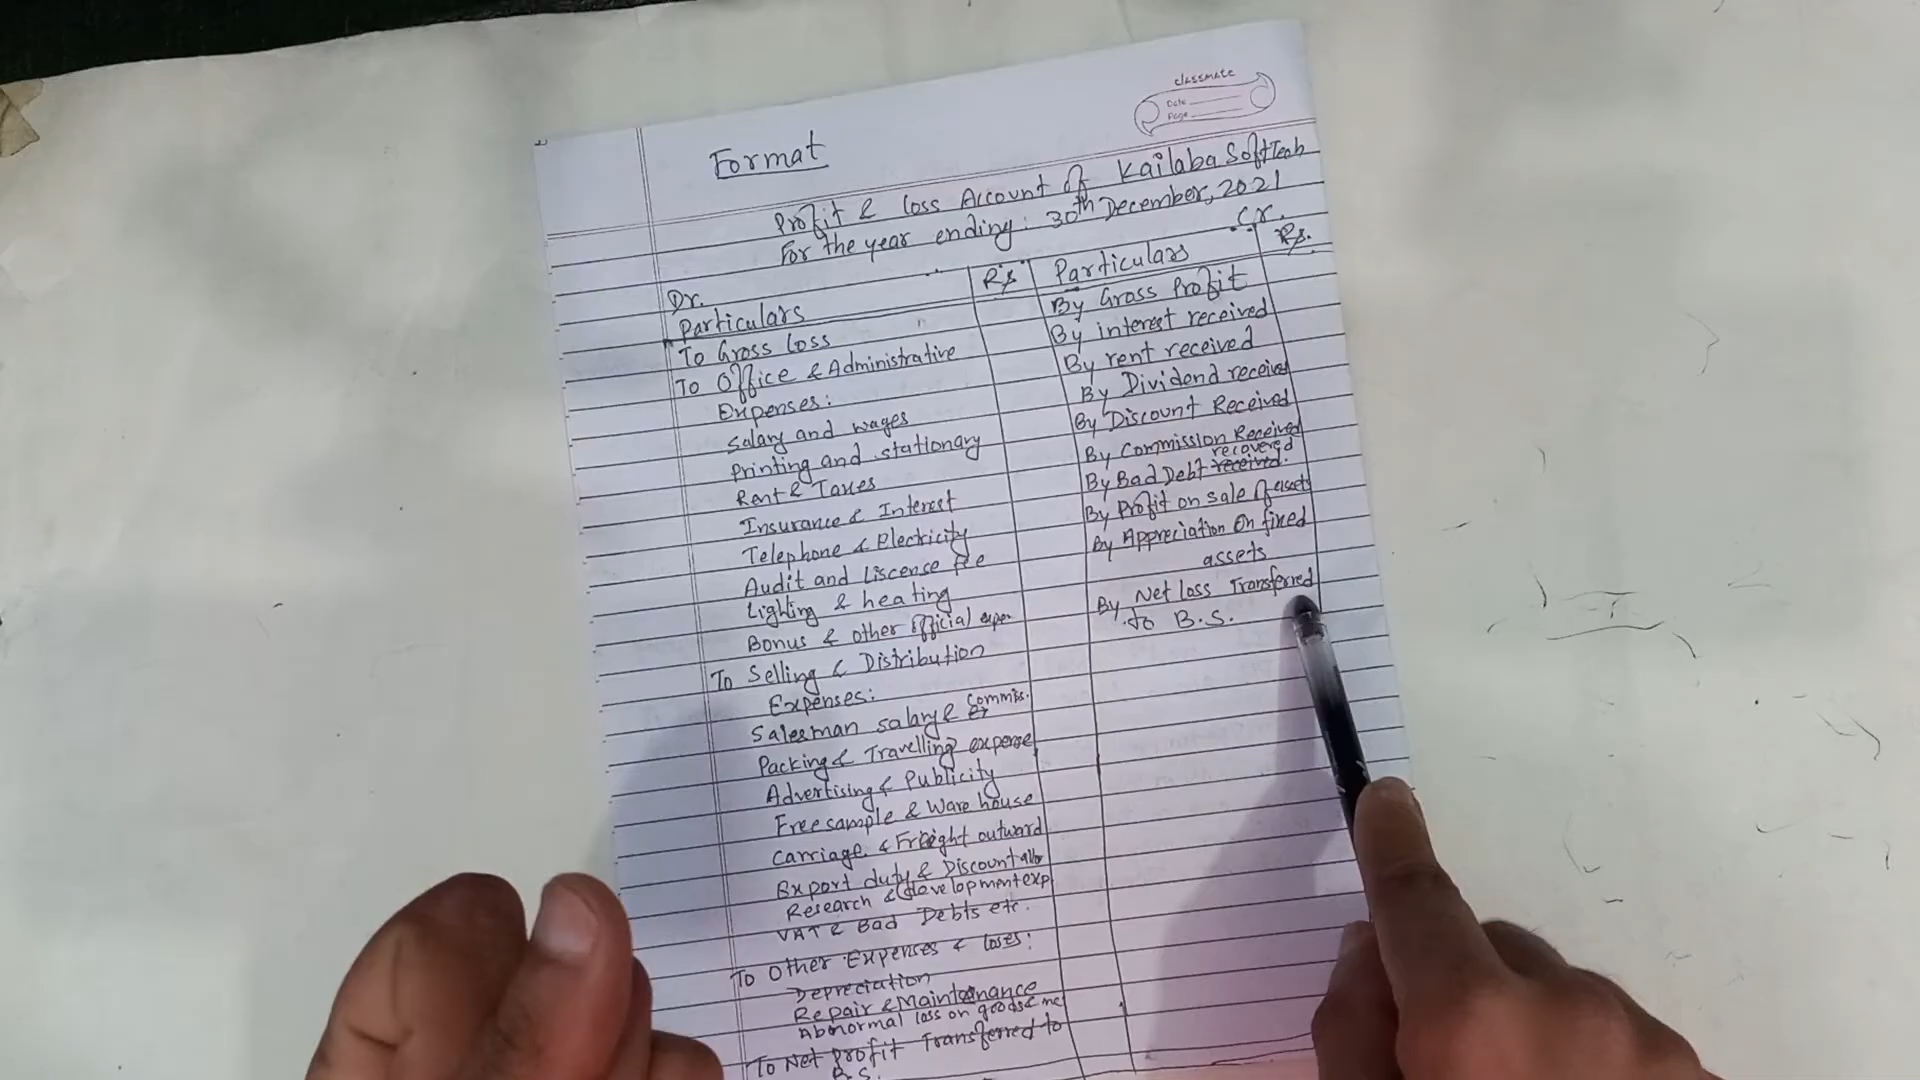 classmate
Date
Page
Format
Profit & Loss Account of Kailaba SoftTech
For the year ending: 30th December, 2021
Dr.
Cr.
Particulars Rs Particulars Rs.
To Gross Loss
To Office & Administrative
Expenses:
Salary and wages
Printing and stationary
Rent & Taxes
Insurance & Interest
Telephone & Electricity
Audit and Liscense fee
Lighting & heating
Bonus & other official expen
To Selling & Distribution
Expenses:
Salesman salary & commis.
Packing & Travelling expense
Advertising & Publicity
Free sample & Ware house
Carriage & Freight outward
Export duty & Discount allo
Research & development exp
VAT & Bad Debts etc.
To Other Expenses & Loses:
Depreciation
Repair & Maintenance
Abnormal loss on goods & mc
To Net Profit Transferred to
B.S.
By Gross Profit
By interest received
By rent received
By Dividend received
By Discount Received
By Commission Received
recovered
By Bad Debt received.
By Profit on sale of assets
By Appreciation On fixed
assets
By Net loss Transferred
to B.S.